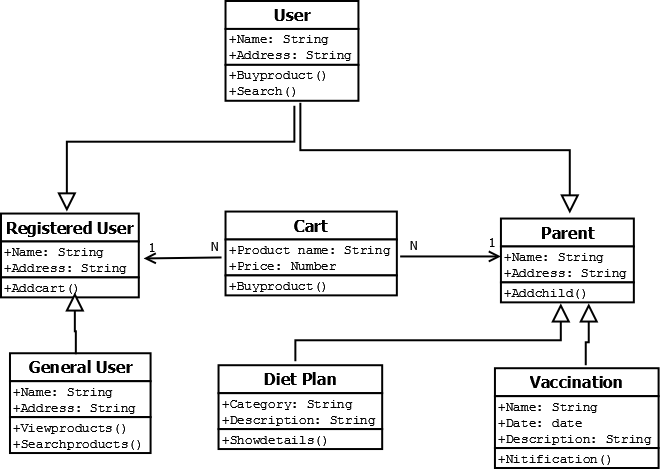 User
+Name: String
+Address: String
+Buyproduct()
+Search()
Registered User
+Name: String
+Address: String
+Addcart()
1
N
Cart
+Product name: String
+Price: Number
+Buyproduct()
N
1
Parent
+Name: String
+Address: String
+Addchild()
General User
+Name: String
+Address: String
+Viewproducts()
+Searchproducts()
Diet Plan
+Category: String
+Description: String
+Showdetails()
Vaccination
+Name: String
+Date: date
+Description: String
+Nitification()